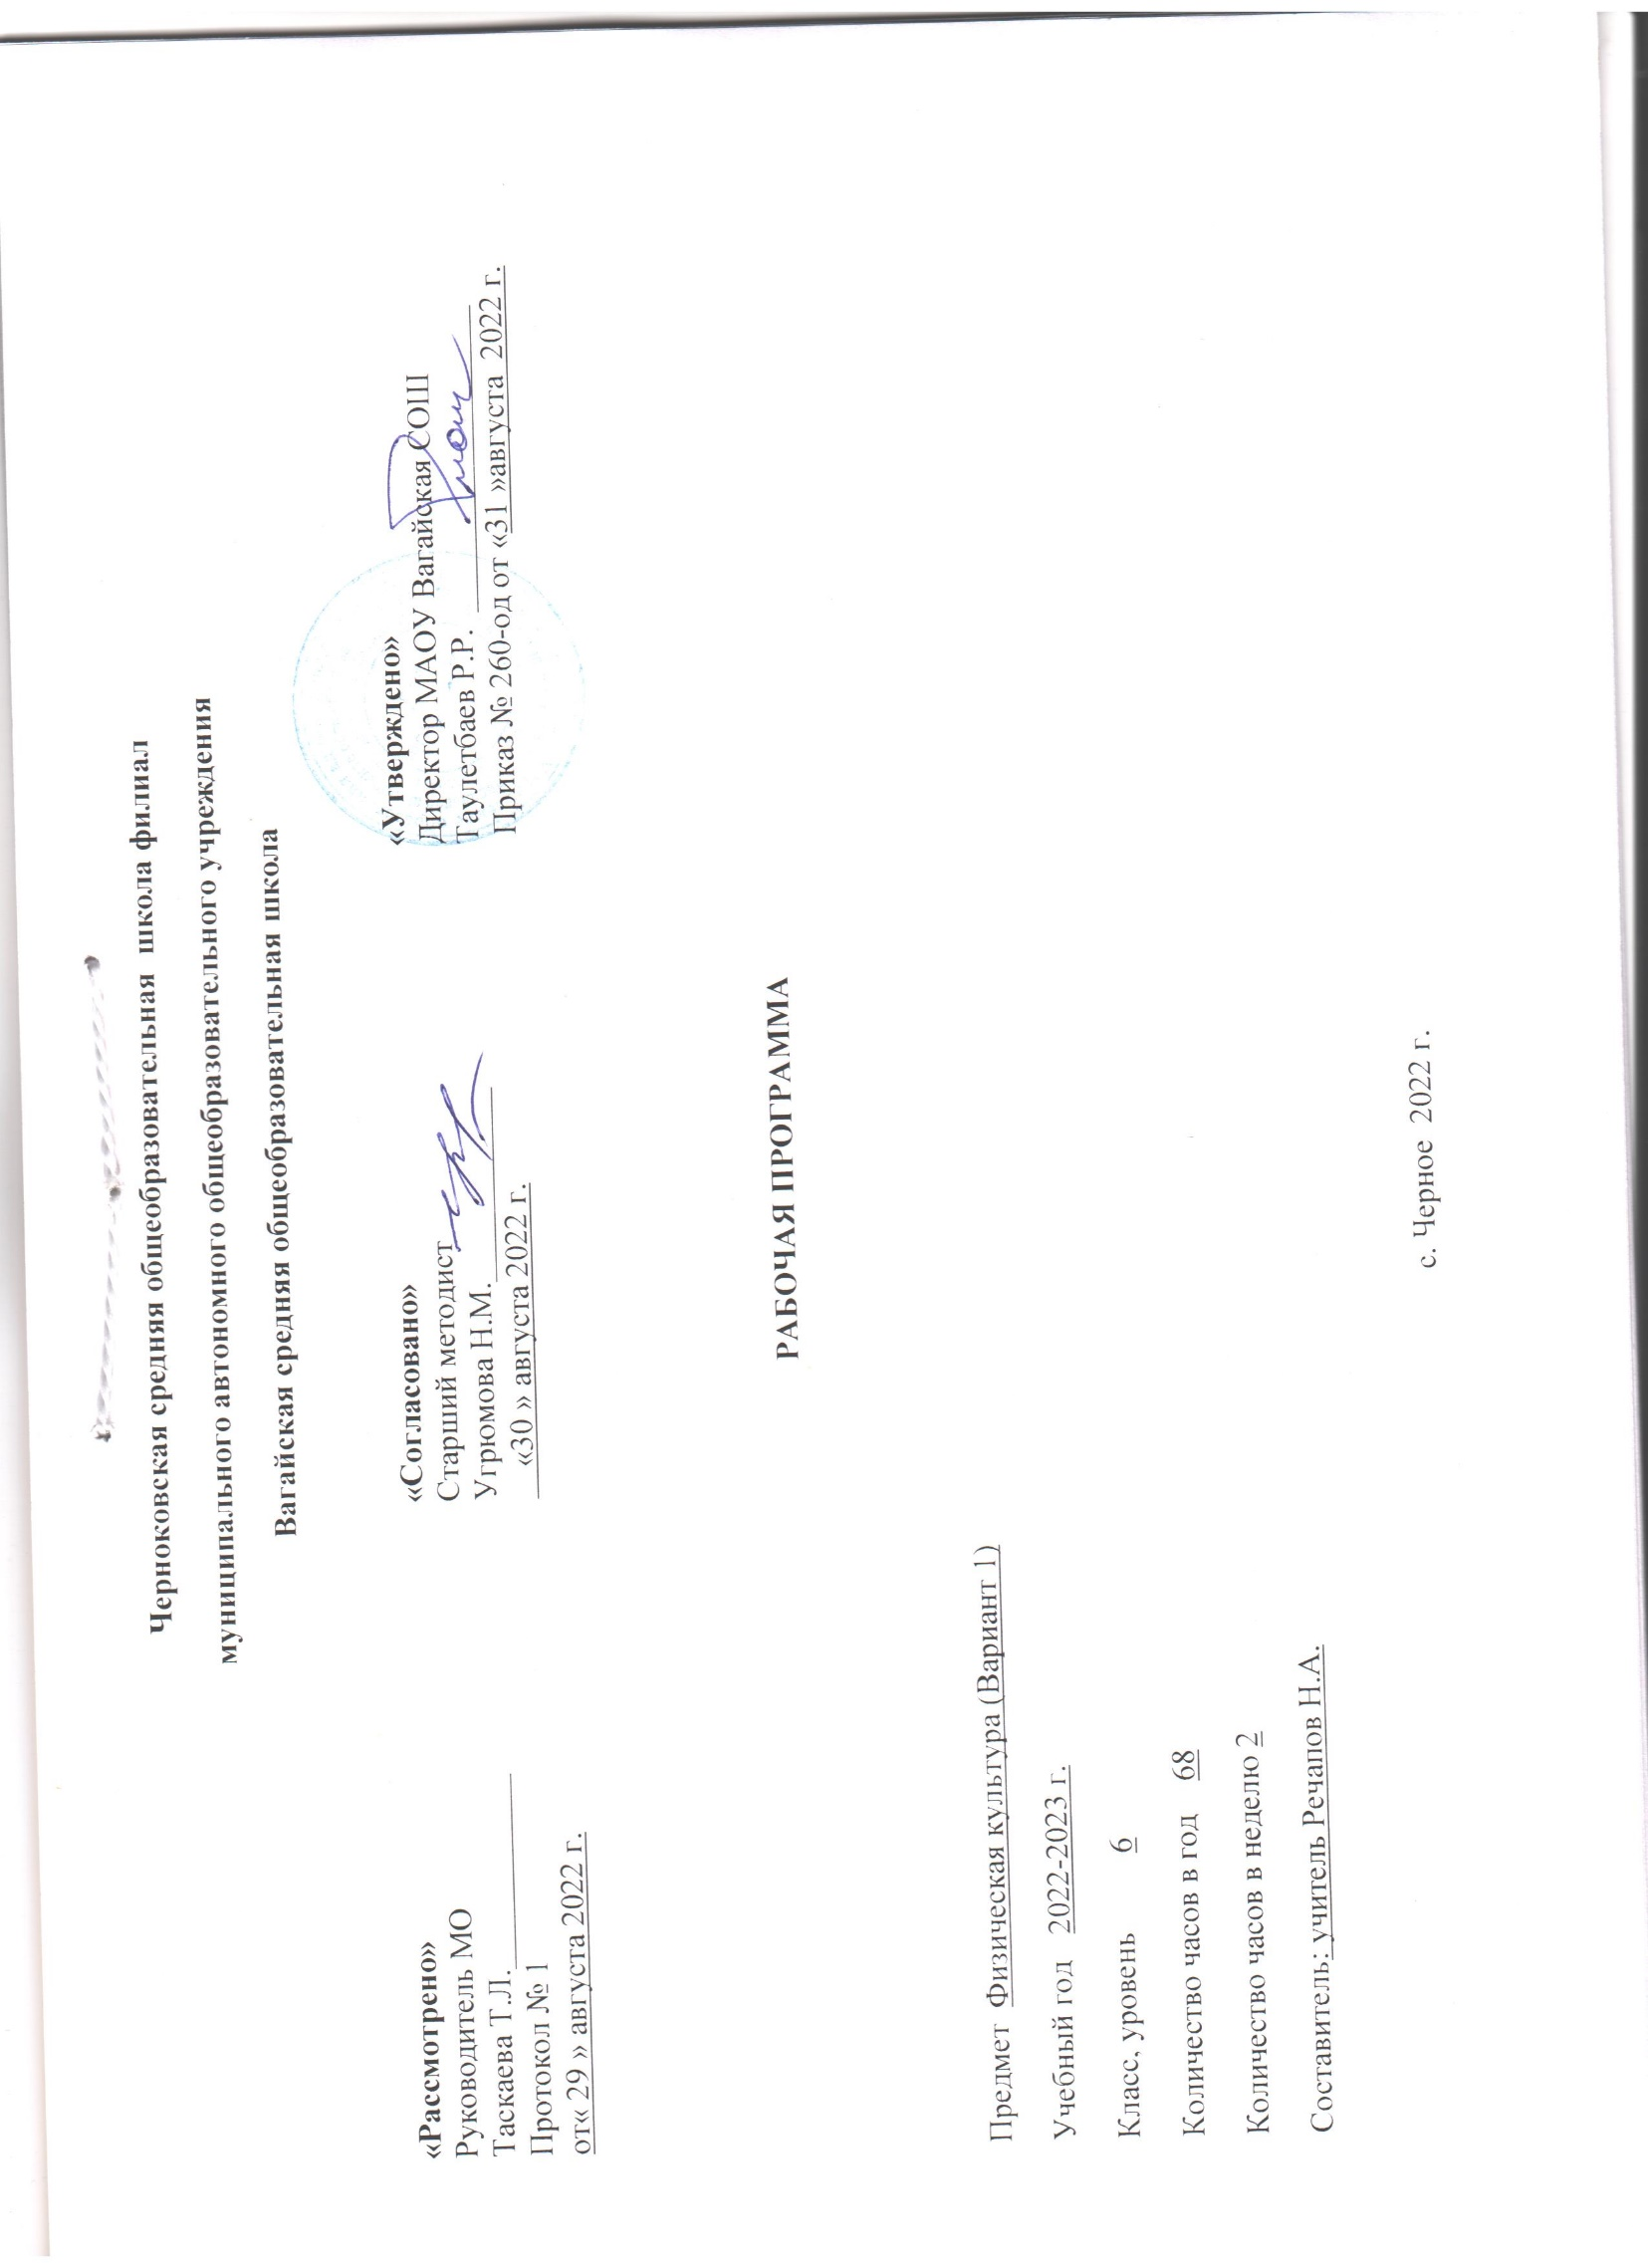 Черноковская средняя общеобразовательная школа филиал
муниципального автономного общеобразовательного учреждения
Вагайская средняя общеобразовательная школа
«Рассмотрено»
Руководитель МО
Таскаева Т.Л.
Протокол № 1
от« 29 » августа 2022 г.
«Согласовано»
Старший методист
Угрюмова Н.М.
«30 » августа 2022 г.
«Утверждено»
Директор МАОУ Вагайская СОШ
Таулетбаев Р.Р.
Приказ № 260-од от «31 »августа 2022 г.
РАБОЧАЯ ПРОГРАММА
Предмет Физическая культура (Вариант 1)
Учебный год 2022-2023 г.
Класс, уровень 6
Количество часов в год 68
Количество часов в неделю 2
Составитель: учитель Речапов Н.А.
с. Черное 2022 г.